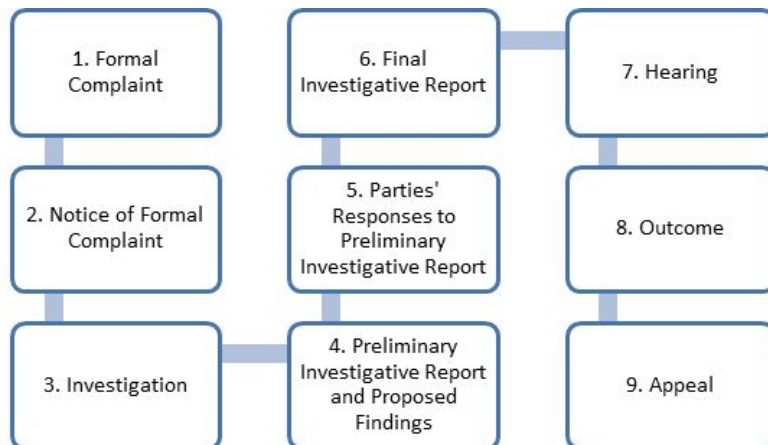 1. Formal
Complaint
2. Notice of Formal
Complaint
3. Investigation
4. Preliminary
Investigative Report
and Proposed
Findings
5. Parties'
Responses to
Preliminary
Investigative Report
6. Final
Investigative Report
7. Hearing
8. Outcome
9. Appeal